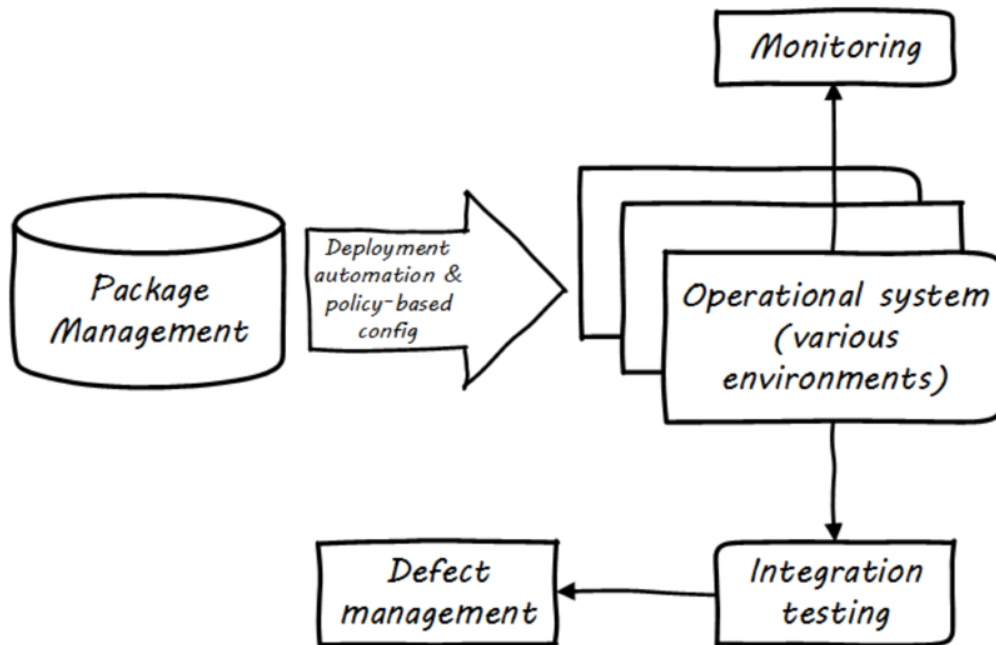 Monitoring
Package
Management
Deployment
automation &
policy-based
config
Operational system
(various
environments)
Defect
management
Integration
testing